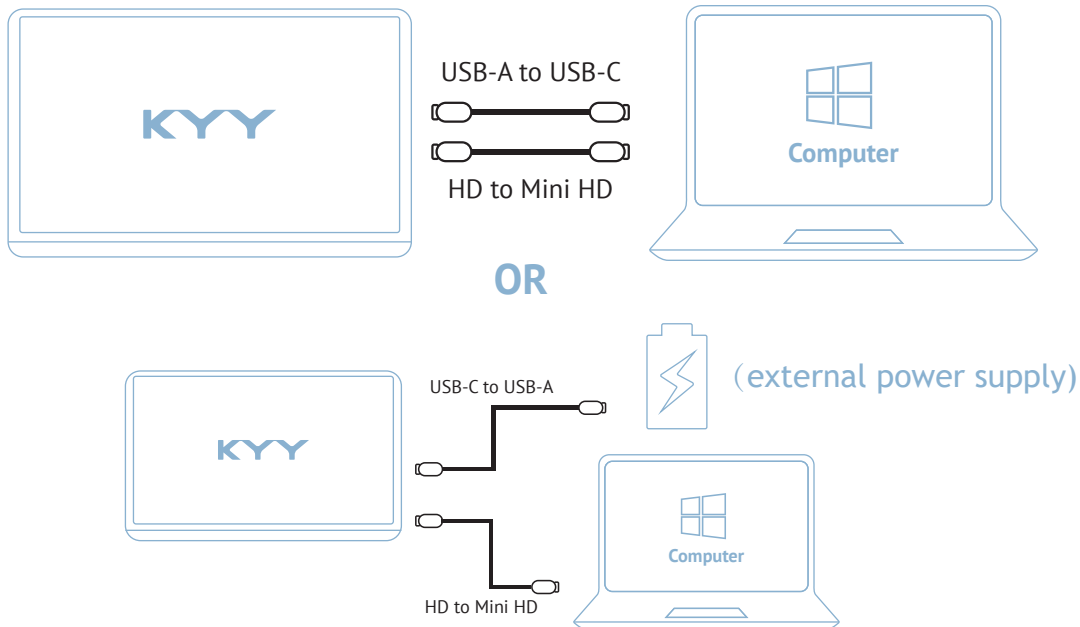 USB-A to USB-C
KYY
Computer
HD to Mini HD
OR
(external power supply)
USB-C to USB-A
KYY
Computer
HD to Mini HD